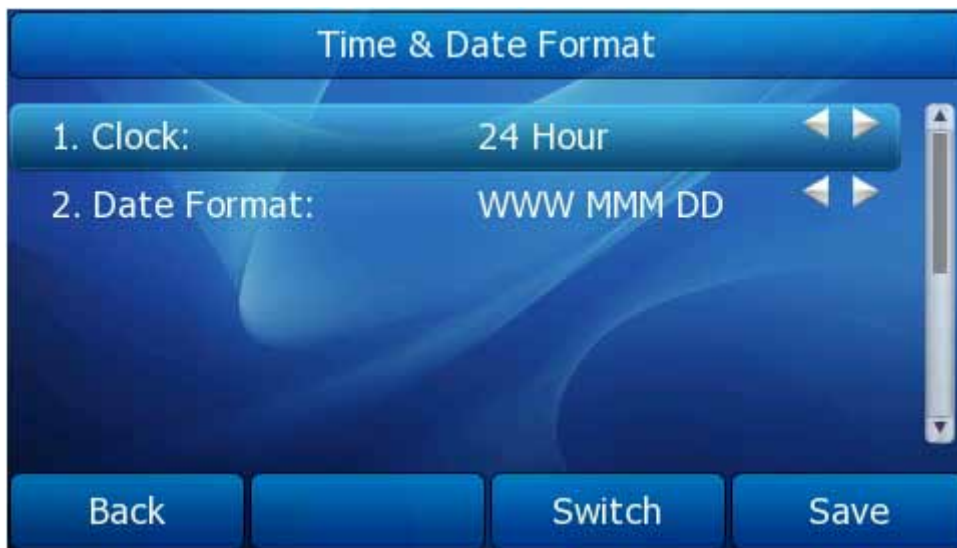 Time & Date Format
1. Clock: 24 Hour
2. Date Format: WWW MMM DD
Back Switch Save